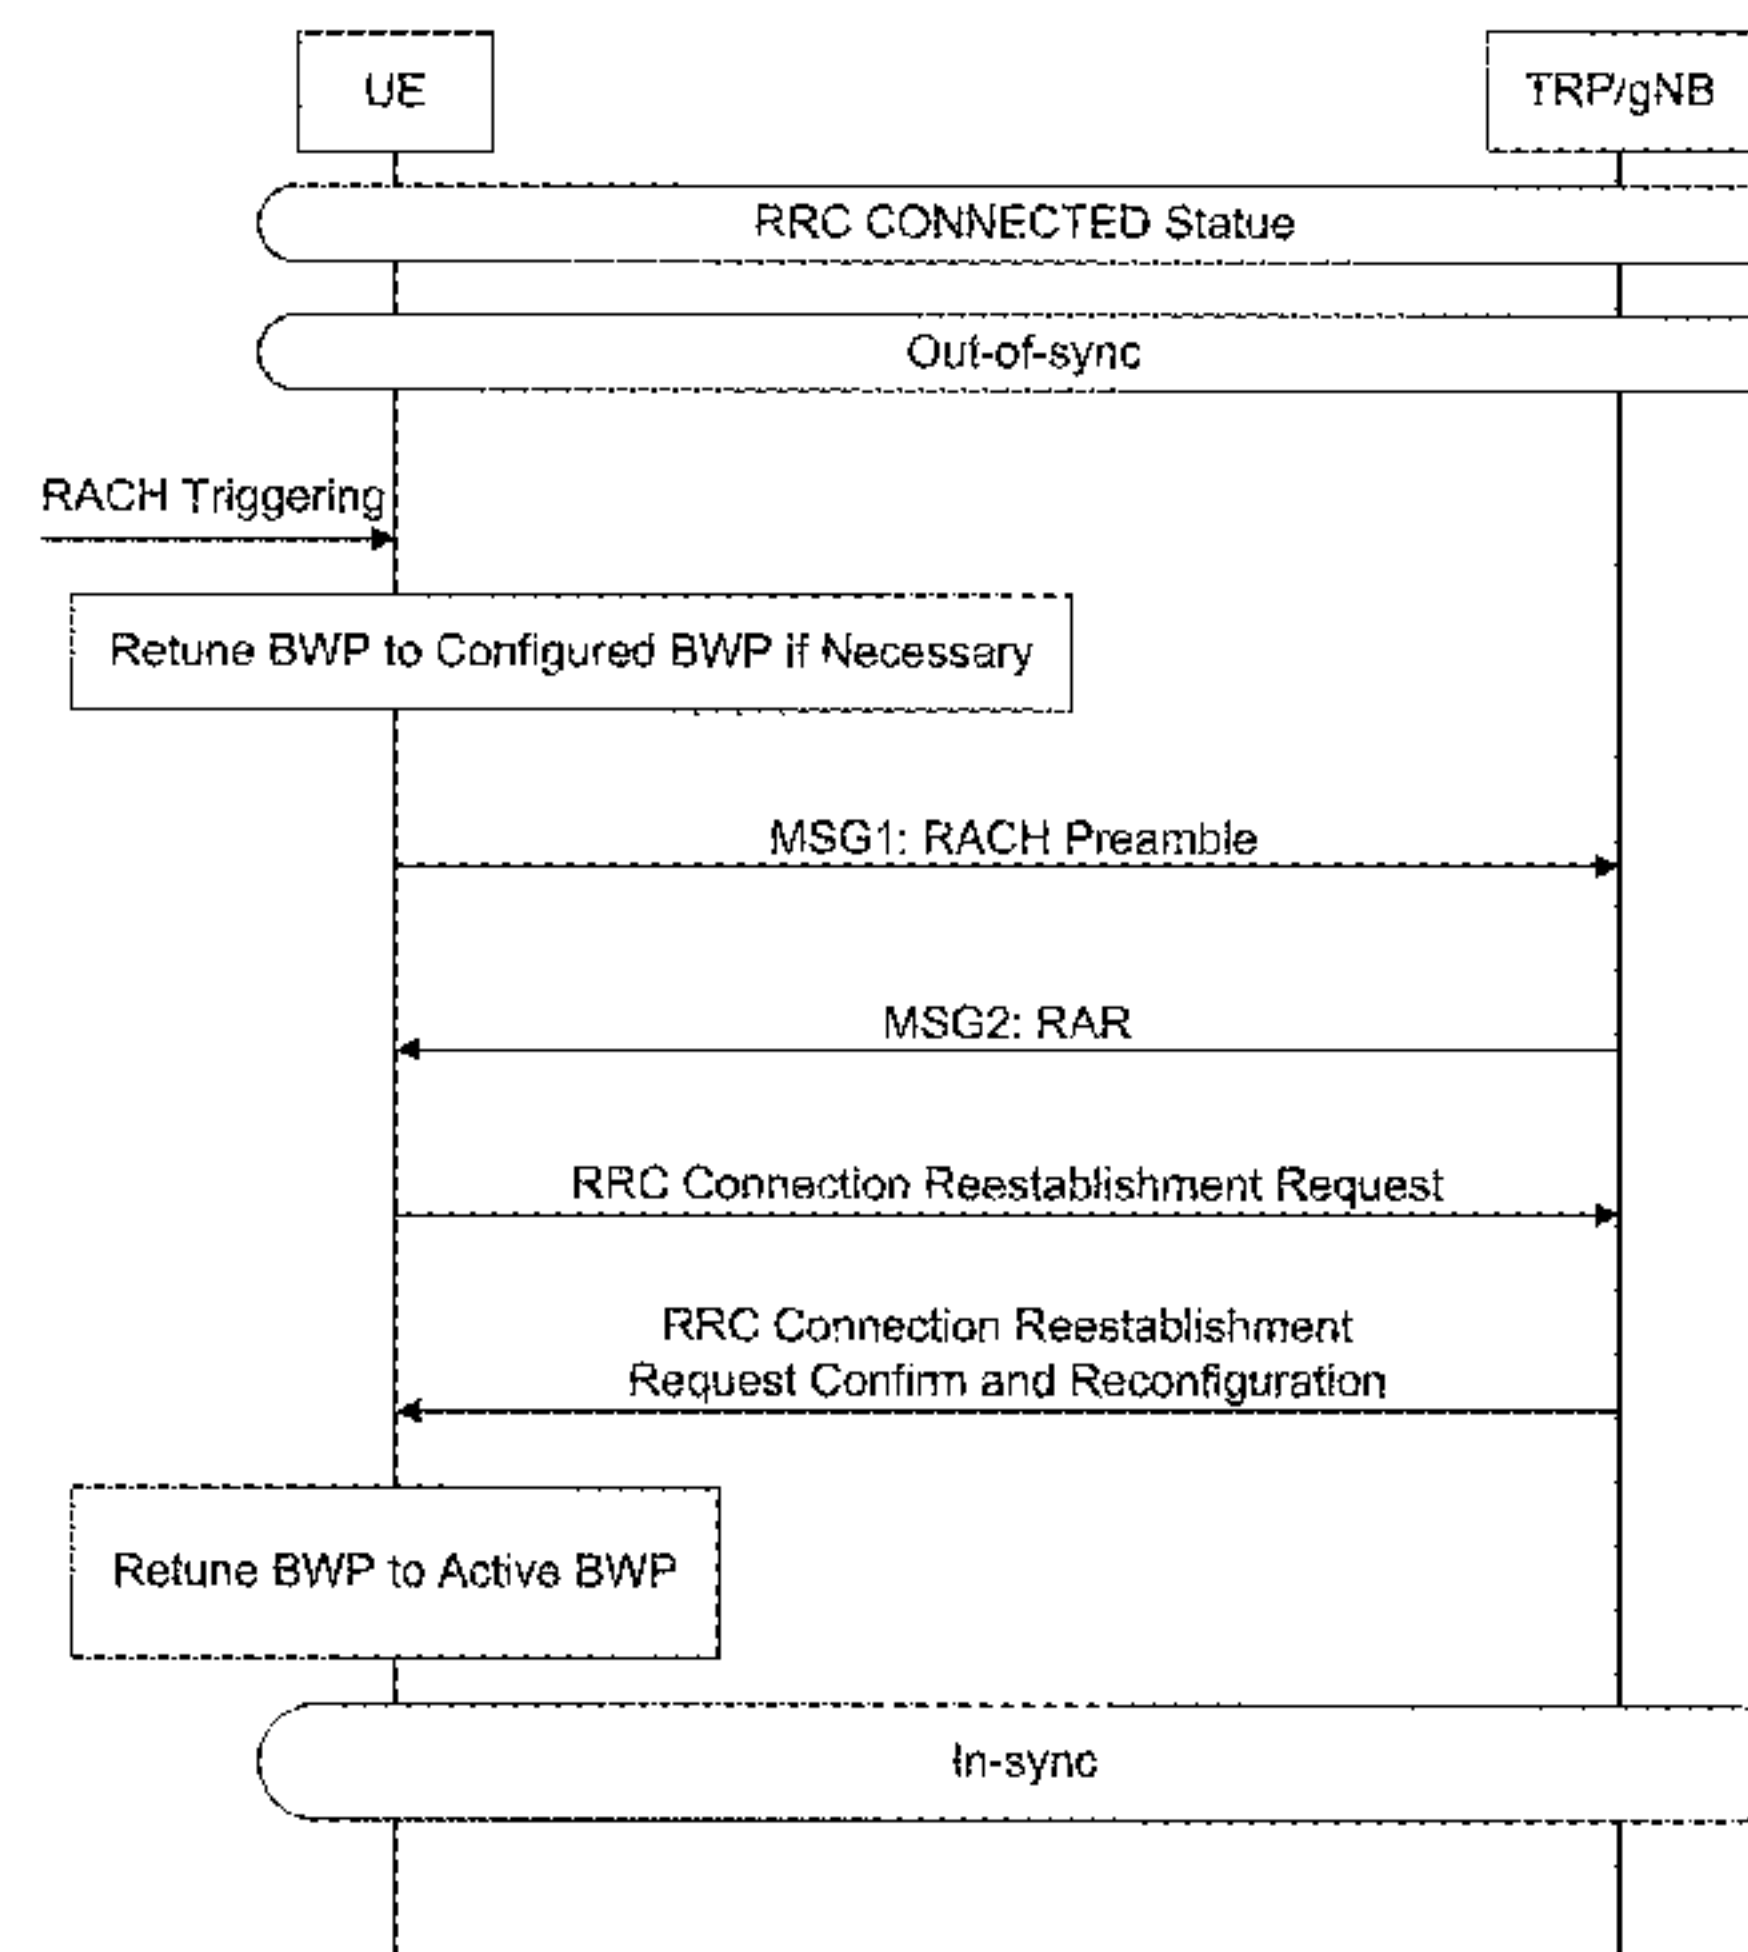 UE
TRP/gNB
RRC CONNECTED Statue
Out-of-sync
RACH Triggering
Retune BWP to Configured BWP if Necessary
MSG1: RACH Preamble
MSG2: RAR
RRC Connection Reestablishment Request
RRC Connection Reestablishment
Request Confirm and Reconfiguration
Retune BWP to Active BWP
In-sync